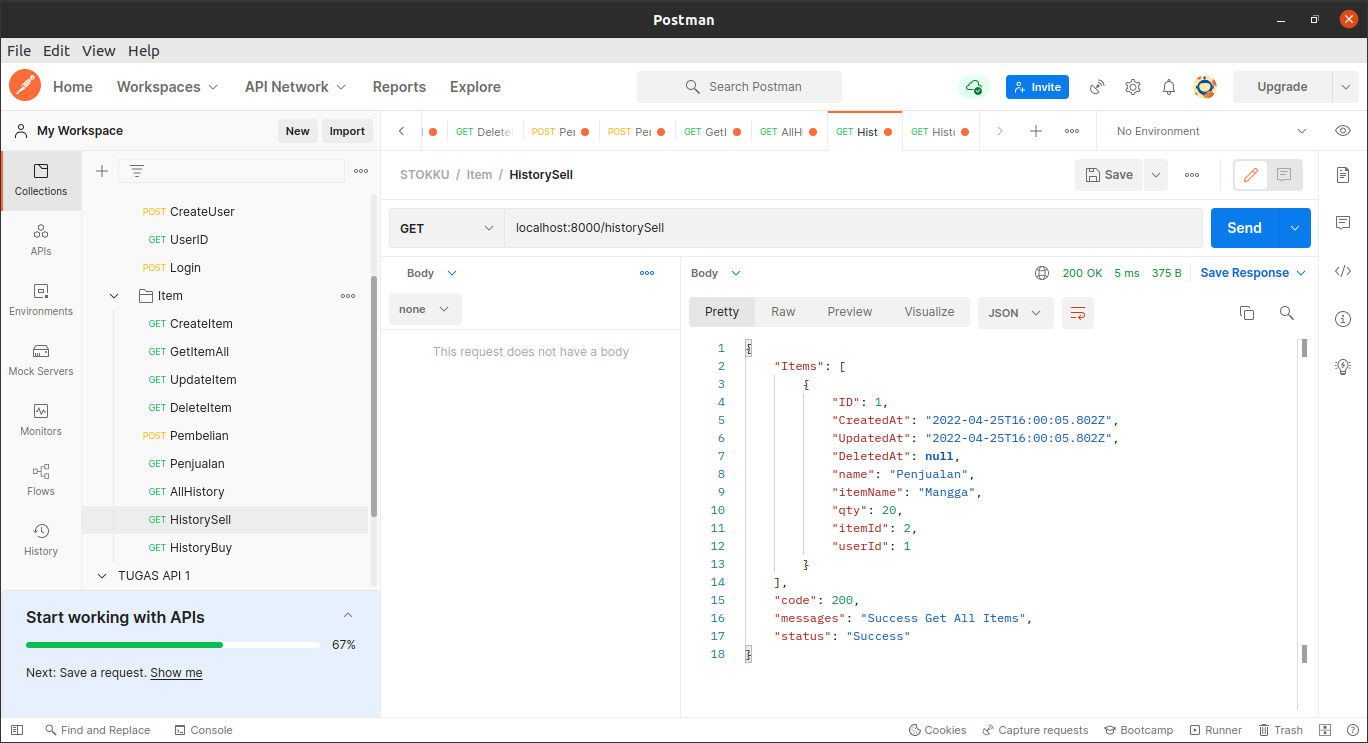 Postman
File Edit View Help
Home Workspaces API Network Reports Explore Search Postman Invite Upgrade
My Workspace New Import
GET Delete POST Per POST Per GET GetI GET AllH GET Hist GET Histo No Environment
Collections
APIs
Environments
Mock Servers
Monitors
Flows
History
POST CreateUser
GET UserID
POST Login
Item
GET CreateItem
GET GetItemAll
GET UpdateItem
GET DeleteItem
POST Pembelian
GET Penjualan
GET AllHistory
GET HistorySell
GET HistoryBuy
TUGAS API 1
Start working with APIs
67%
Next: Save a request. Show me
STOKKU / Item / HistorySell Save
GET localhost:8000/historySell Send
Body
none
This request does not have a body
Body 200 OK 5 ms 375 B Save Response
Pretty Raw Preview Visualize JSON
1 {
2 "Items": [
3 {
4 "ID": 1,
5 "CreatedAt": "2022-04-25T16:00:05.802Z",
6 "UpdatedAt": "2022-04-25T16:00:05.802Z",
7 "DeletedAt": null,
8 "name": "Penjualan",
9 "itemName": "Mangga",
10 "qty": 20,
11 "itemId": 2,
12 "userId": 1
13 }
14 ],
15 "code": 200,
16 "messages": "Success Get All Items",
17 "status": "Success"
18 }
Find and Replace Console Cookies Capture requests Bootcamp Runner Trash